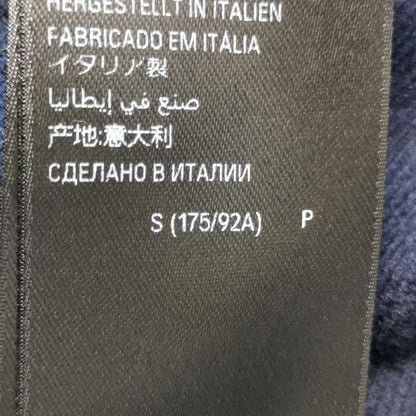 HERGESTELLT IN ITALIEN
FABRICADO EM ITÁLIA
イタリア製
صنع في إيطاليا
产地:意大利
СДЕЛАНО В ИТАЛИИ
S (175/92A) P